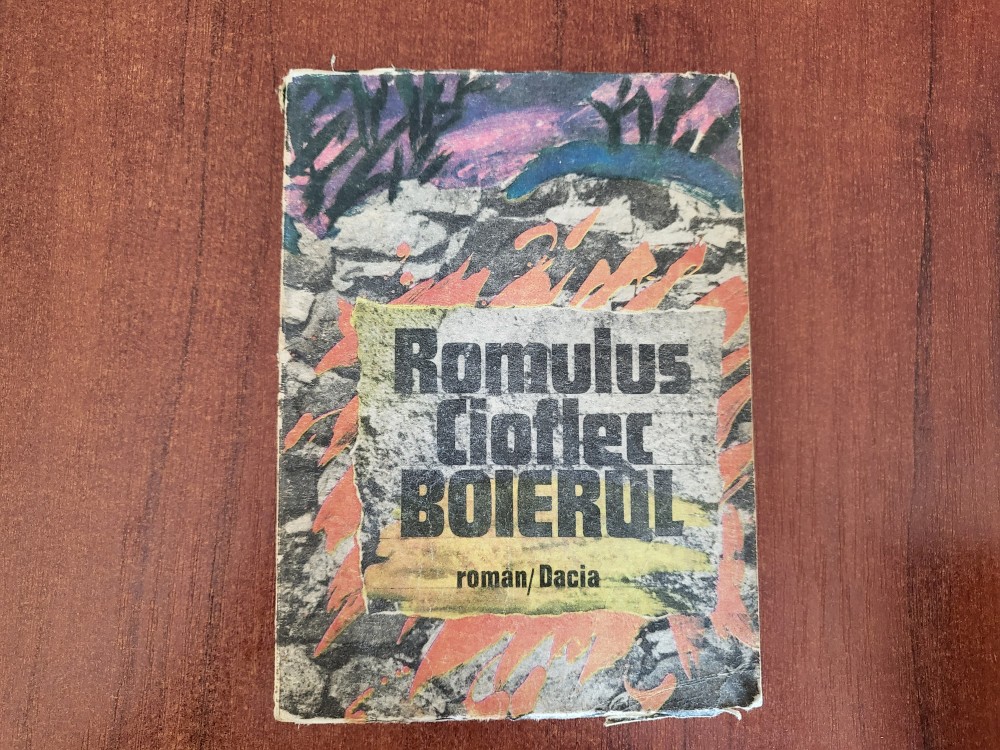 Romulus
Cioflec
BOIERUL
roman/Dacia